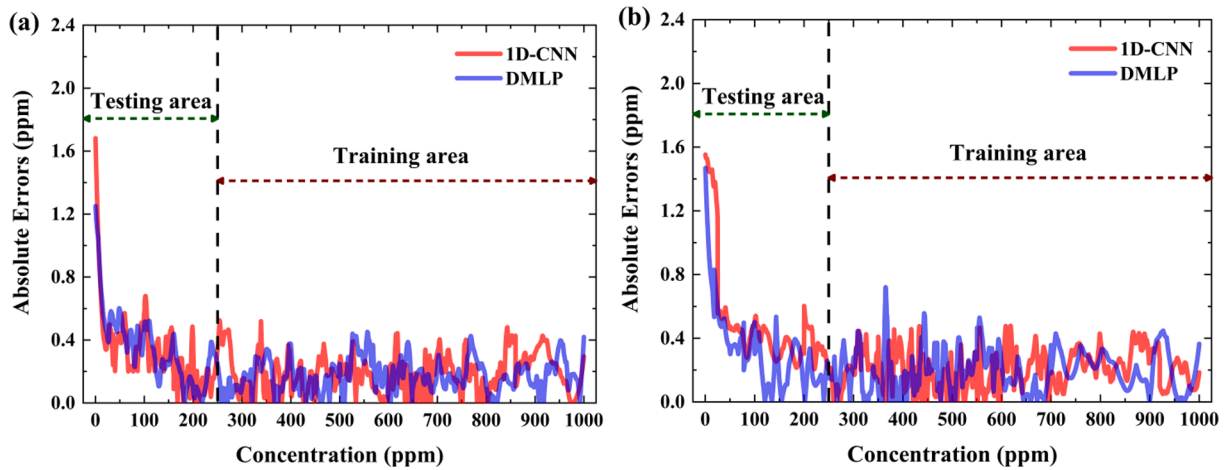 (a)
2.4
2.0
1.6
1.2
0.8
0.4
0.0
Absolute Errors (ppm)
1D-CNN
DMLP
Testing area
Training area
0 100 200 300 400 500 600 700 800 900 1000
Concentration (ppm)
(b)
2.4
2.0
1.6
1.2
0.8
0.4
0.0
Absolute Errors (ppm)
1D-CNN
DMLP
Testing area
Training area
0 100 200 300 400 500 600 700 800 900 1000
Concentration (ppm)